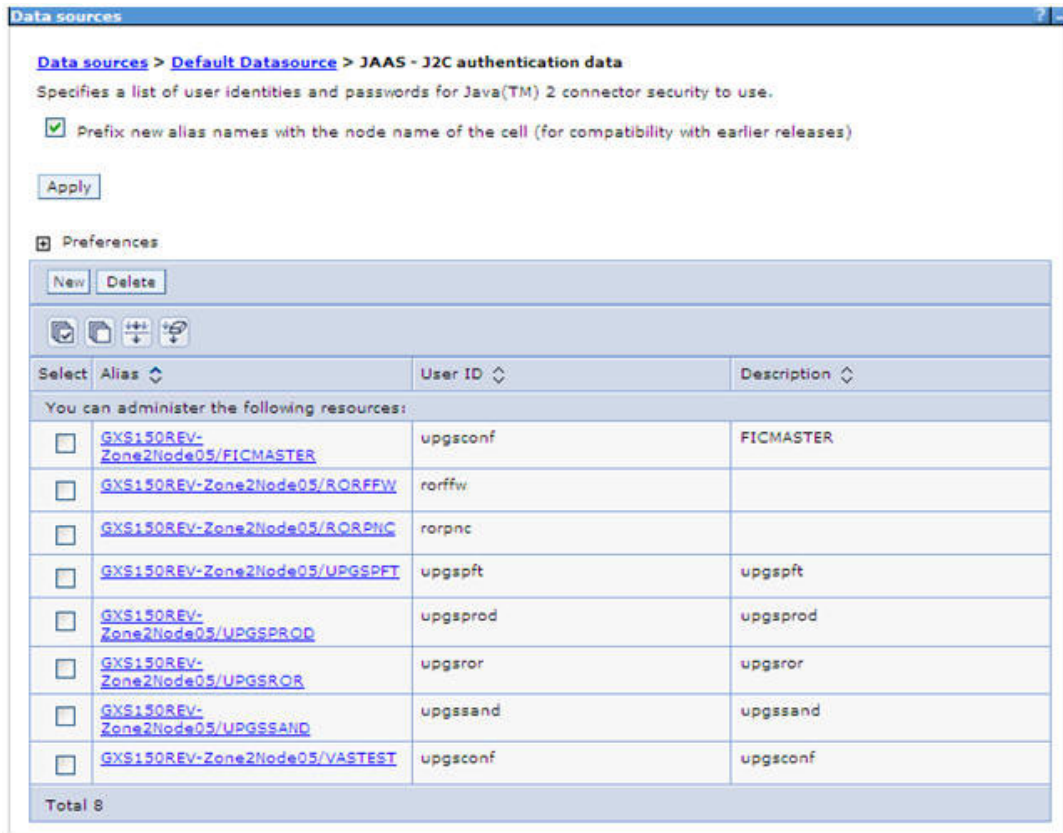 Data sources
?
Data sources > Default Datasource > JAAS - J2C authentication data
Specifies a list of user identities and passwords for Java(TM) 2 connector security to use.
Prefix new alias names with the node name of the cell (for compatibility with earlier releases)
Apply
Preferences
New Delete
Select Alias User ID Description
You can administer the following resources:
GXS150REV-
Zone2Node05/FICMASTER upgsconf FICMASTER
GXS150REV-Zone2Node05/RORFFW rorffw
GXS150REV-Zone2Node05/RORPNC rorpnc
GXS150REV-Zone2Node05/UPGSPFT upgspft upgspft
GXS150REV-
Zone2Node05/UPGSPROD upgsprod upgsprod
GXS150REV-
Zone2Node05/UPGSROR upgsror upgsror
GXS150REV-
Zone2Node05/UPGSSAND upgssand upgssand
GXS150REV-Zone2Node05/VASTEST upgsconf upgsconf
Total 8